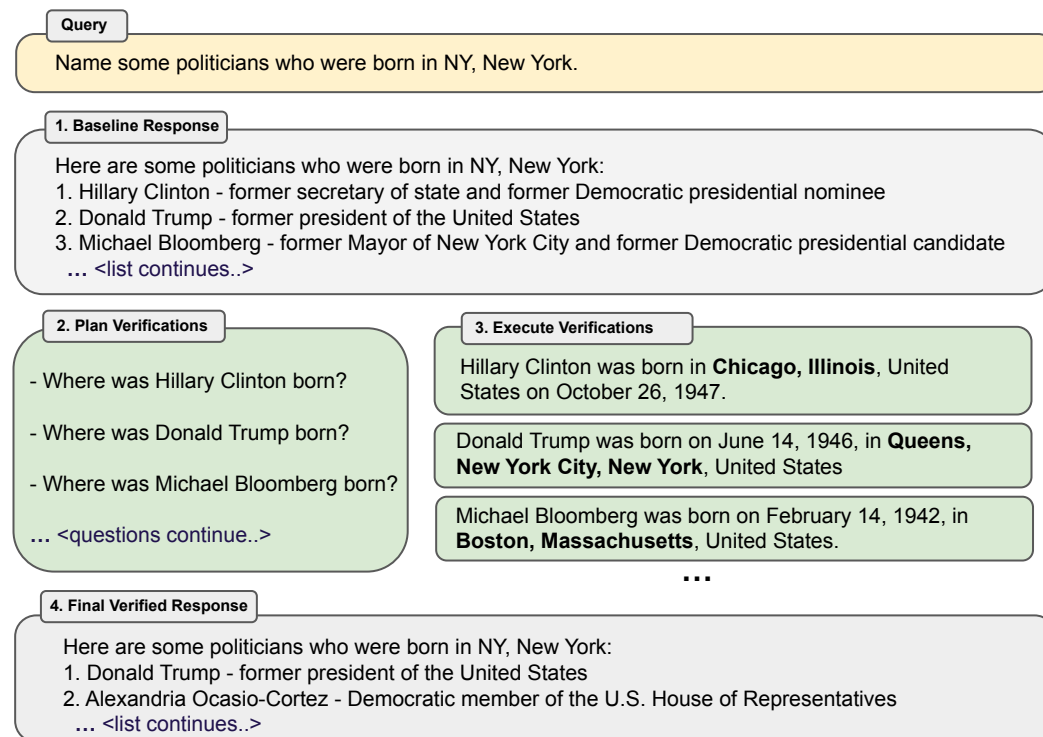 Query
Name some politicians who were born in NY, New York.
1. Baseline Response
Here are some politicians who were born in NY, New York:
1. Hillary Clinton - former secretary of state and former Democratic presidential nominee
2. Donald Trump - former president of the United States
3. Michael Bloomberg - former Mayor of New York City and former Democratic presidential candidate
... <list continues..>
2. Plan Verifications
- Where was Hillary Clinton born?
- Where was Donald Trump born?
- Where was Michael Bloomberg born?
... <questions continue..>
3. Execute Verifications
Hillary Clinton was born in Chicago, Illinois, United
States on October 26, 1947.
Donald Trump was born on June 14, 1946, in Queens,
New York City, New York, United States
Michael Bloomberg was born on February 14, 1942, in
Boston, Massachusetts, United States.
...
4. Final Verified Response
Here are some politicians who were born in NY, New York:
1. Donald Trump - former president of the United States
2. Alexandria Ocasio-Cortez - Democratic member of the U.S. House of Representatives
... <list continues..>